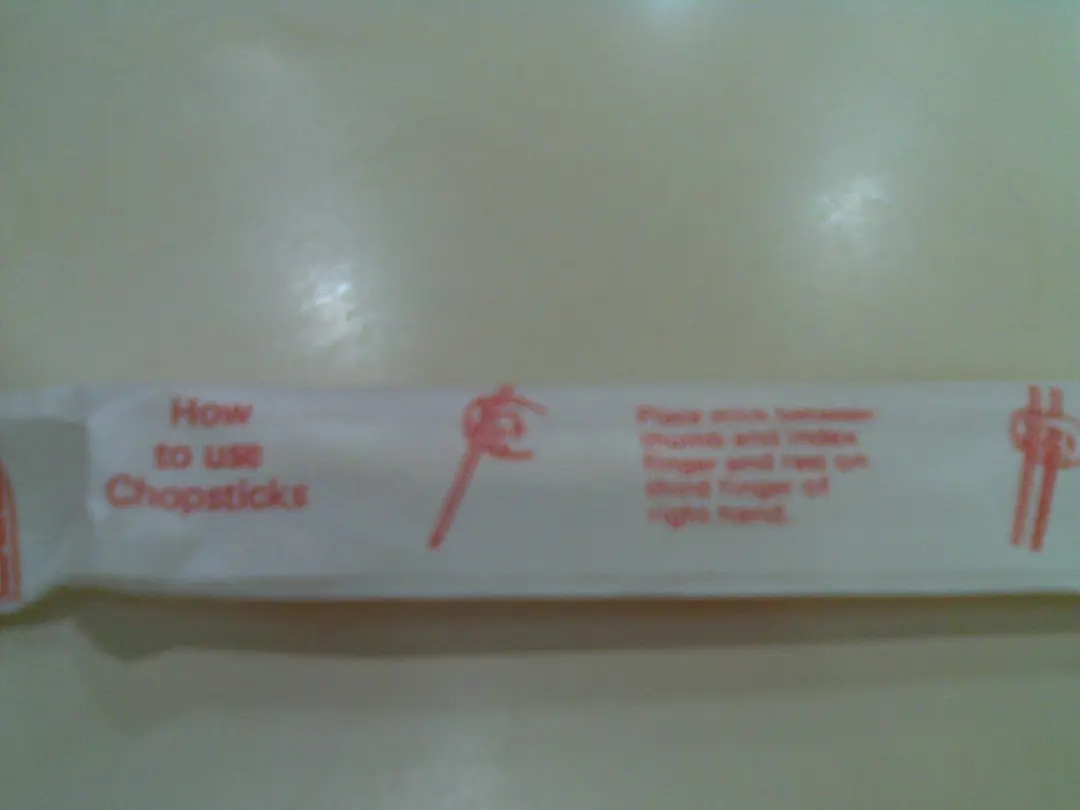 How
to use
Chopsticks
Place stick between
thumb and index
finger and rest on
third finger of
right hand.